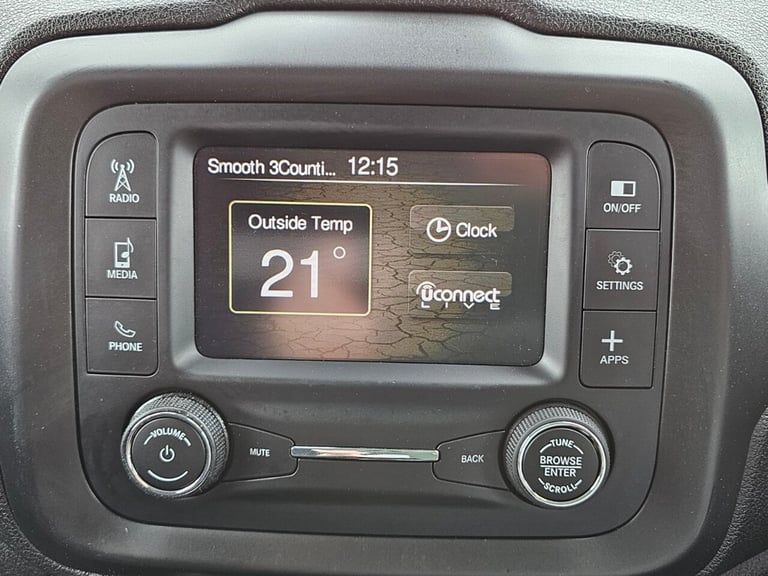 Smooth 3Counti... 12:15
Outside Temp
21°
Clock
Uconnect
LIVE
RADIO
MEDIA
PHONE
ON/OFF
SETTINGS
APPS
VOLUME
MUTE
BACK
TUNE
BROWSE
ENTER
SCROLL